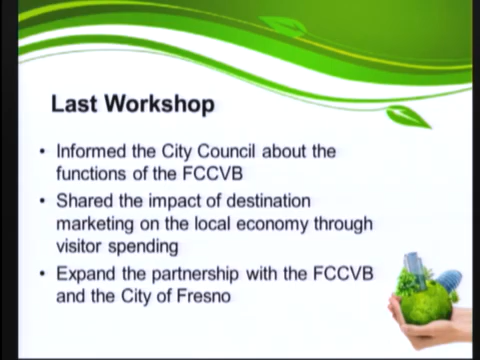 Last Workshop
• Informed the City Council about the
functions of the FCCVB
• Shared the impact of destination
marketing on the local economy through
visitor spending
• Expand the partnership with the FCCVB
and the City of Fresno